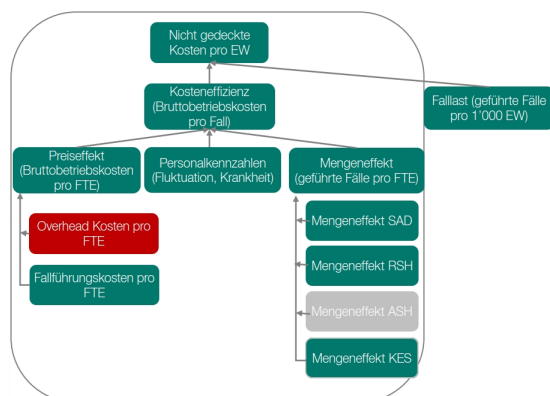 Nicht gedeckte
Kosten pro EW
Kosteneffizienz
(Bruttobetriebskosten
pro Fall)
Falllast (geführte Fälle
pro 1'000 EW)
Preiseffekt
(Bruttobetriebskosten
pro FTE)
Personalkennzahlen
(Fluktuation, Krankheit)
Mengeneffekt
(geführte Fälle pro FTE)
Overhead Kosten pro
FTE
Fallführungskosten pro
FTE
Mengeneffekt SAD
Mengeneffekt RSH
Mengeneffekt ASH
Mengeneffekt KES